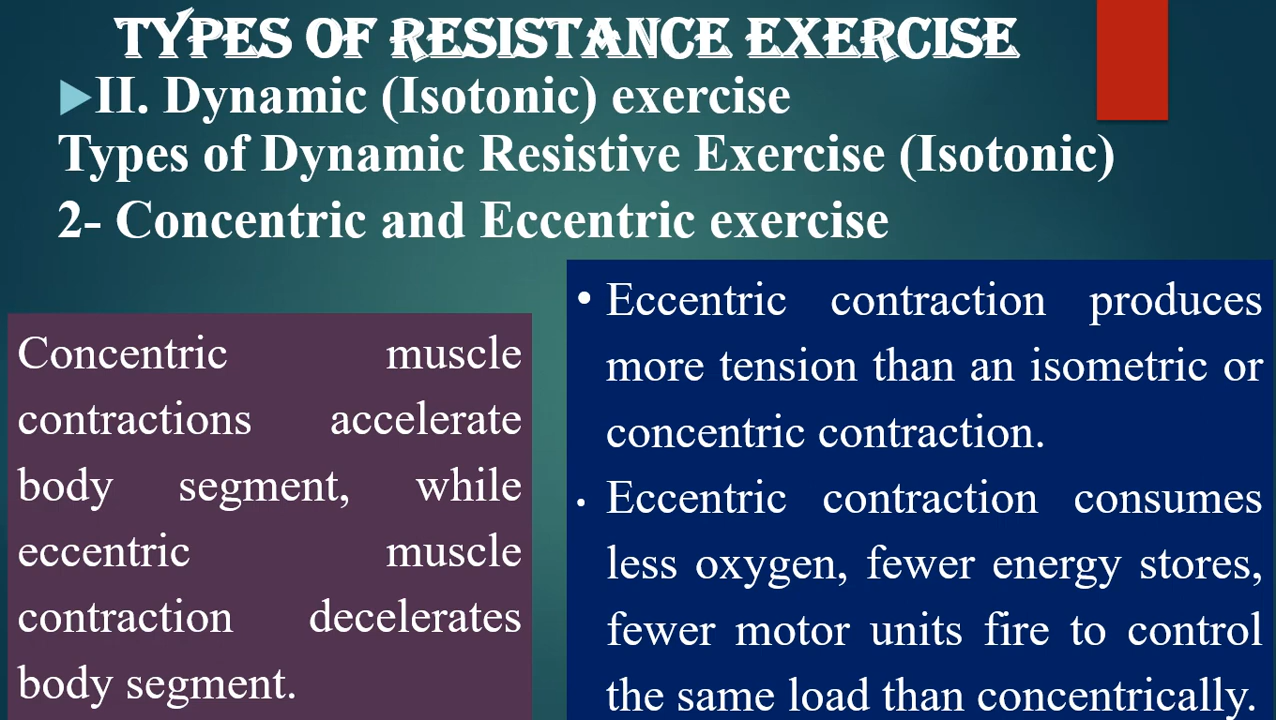 TYPES OF RESISTANCE EXERCISE
II. Dynamic (Isotonic) exercise
Types of Dynamic Resistive Exercise (Isotonic)
2- Concentric and Eccentric exercise
Concentric muscle
contractions accelerate
body segment, while
eccentric muscle
contraction decelerates
body segment.
• Eccentric contraction produces
more tension than an isometric or
concentric contraction.
• Eccentric contraction consumes
less oxygen, fewer energy stores,
fewer motor units fire to control
the same load than concentrically.